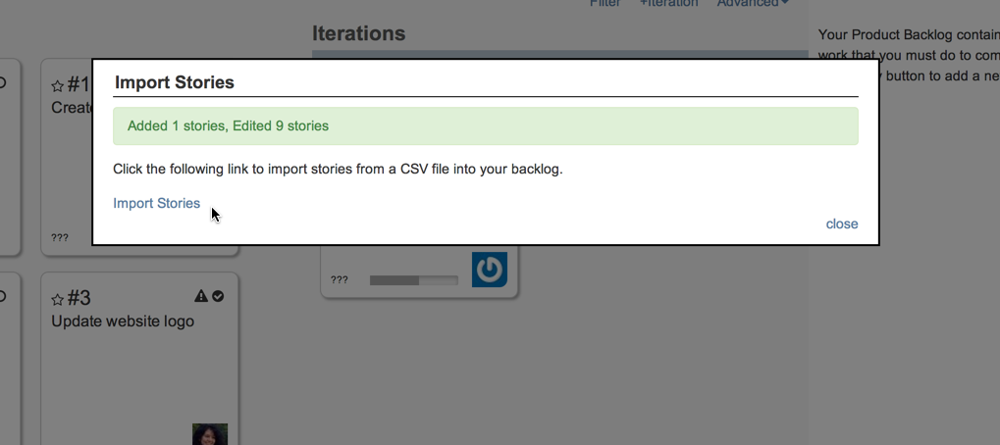 Filter +Iteration Advanced
Iterations
Your Product Backlog contain
work that you must do to com
button to add a ne
#1
Create
Import Stories
Added 1 stories, Edited 9 stories
Click the following link to import stories from a CSV file into your backlog.
Import Stories
close
???
???
#3
Update website logo